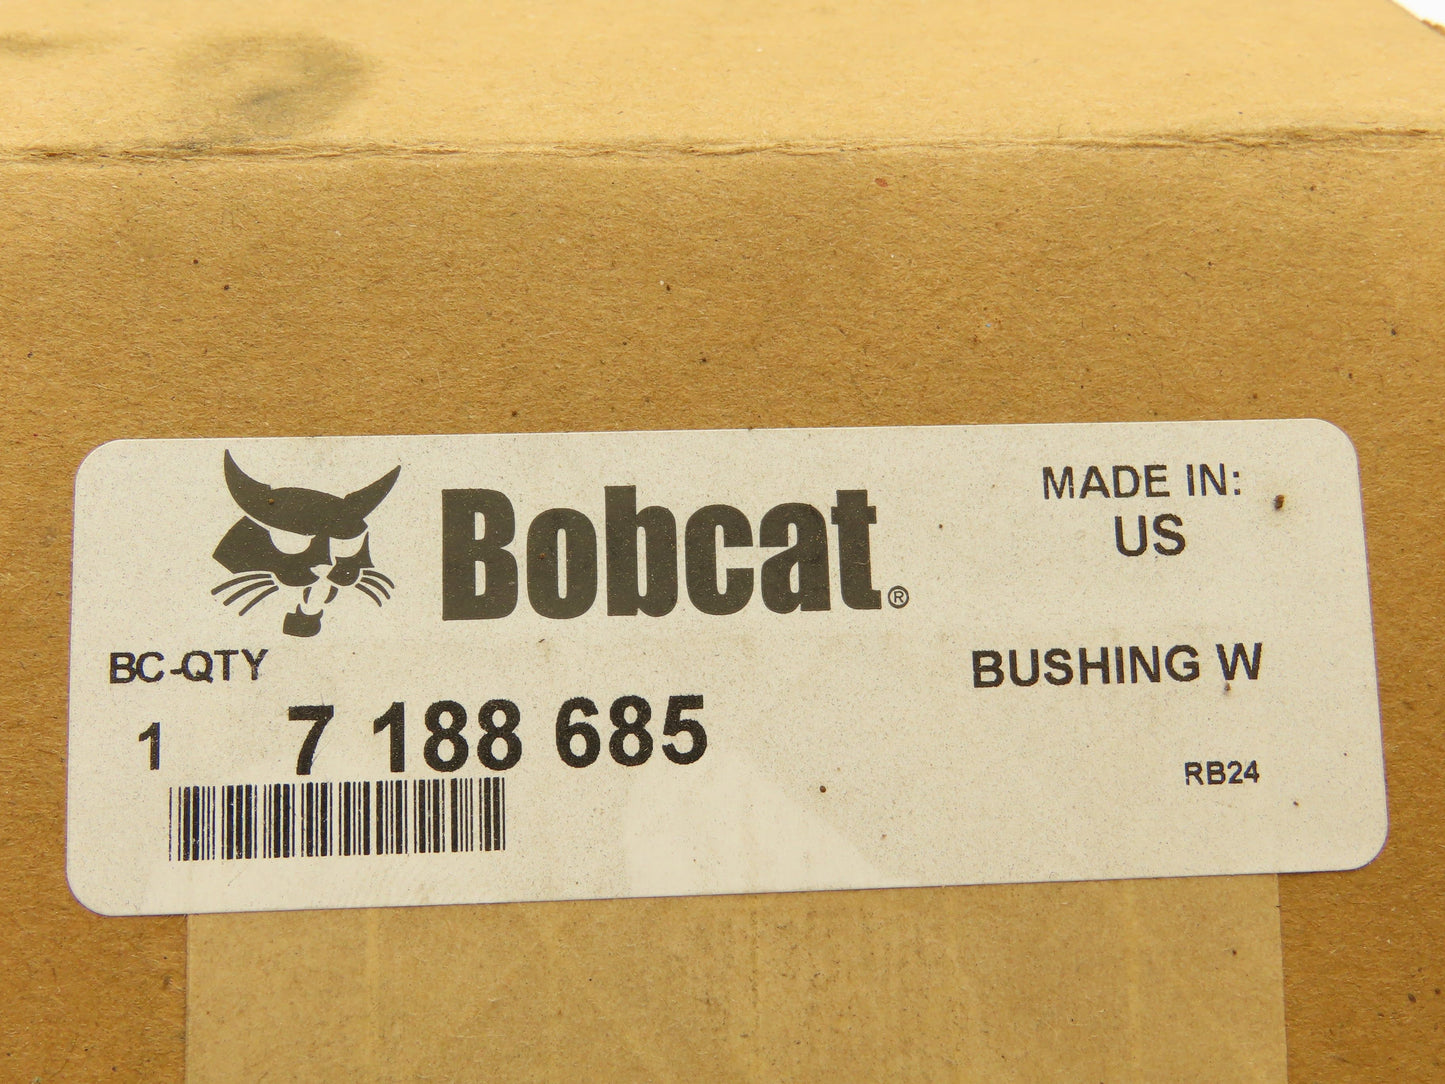 Bobcat®
MADE IN:
US
BC-QTY
BUSHING W
1 7 188 685
RB24